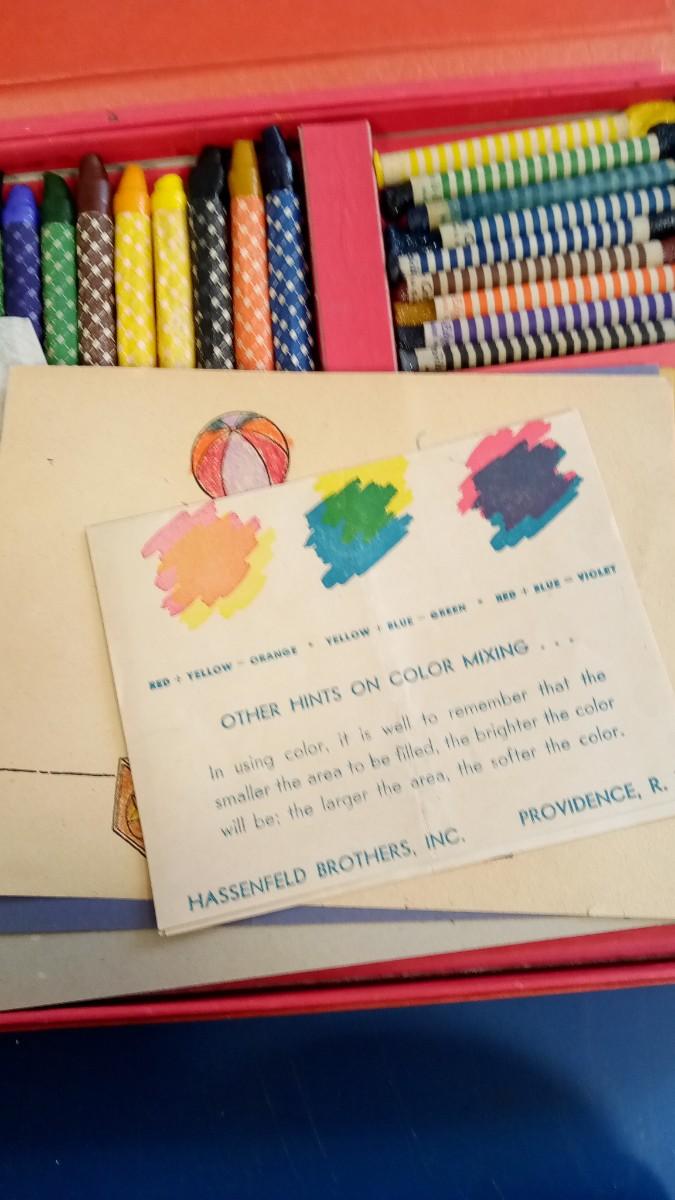 RED + YELLOW = ORANGE • YELLOW + BLUE = GREEN • RED + BLUE = VIOLET
OTHER HINTS ON COLOR MIXING . . .
In using color, it is well to remember that the
smaller the area to be filled, the brighter the color
will be; the larger the area, the softer the color.
HASSENFELD BROTHERS, INC. PROVIDENCE, R.